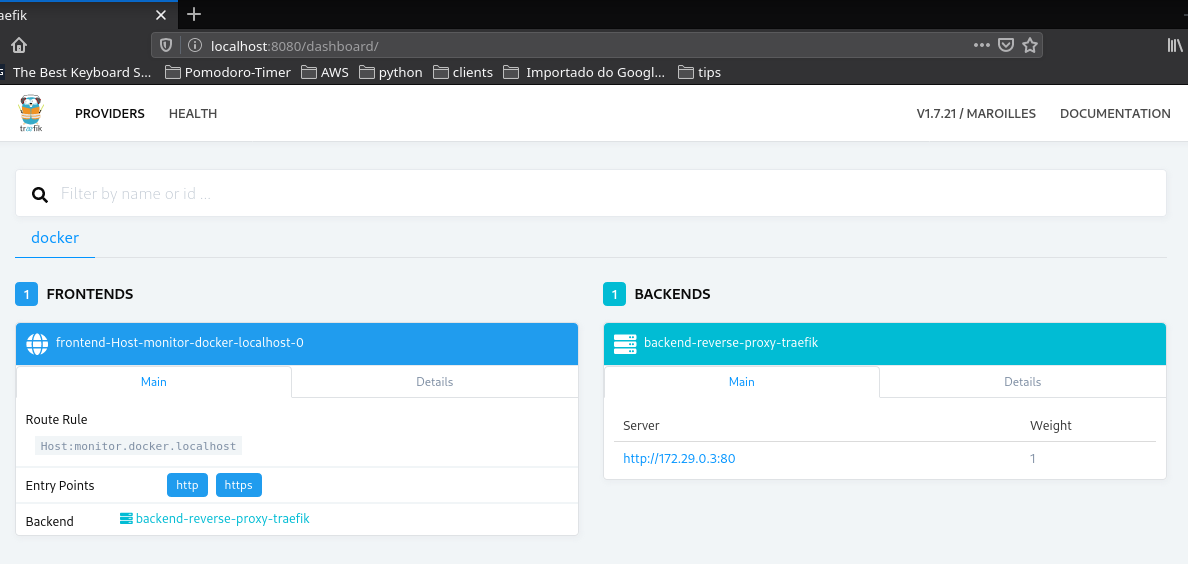 aefik
localhost:8080/dashboard/
The Best Keyboard S... Pomodoro-Timer AWS python clients Importado do Googl... tips
træfik
PROVIDERS HEALTH V1.7.21 / MAROILLES DOCUMENTATION
Filter by name or id ...
docker
1 FRONTENDS
frontend-Host-monitor-docker-localhost-0
Main Details
Route Rule
Host:monitor.docker.localhost
Entry Points http https
Backend backend-reverse-proxy-traefik
1 BACKENDS
backend-reverse-proxy-traefik
Main Details
Server Weight
http://172.29.0.3:80 1